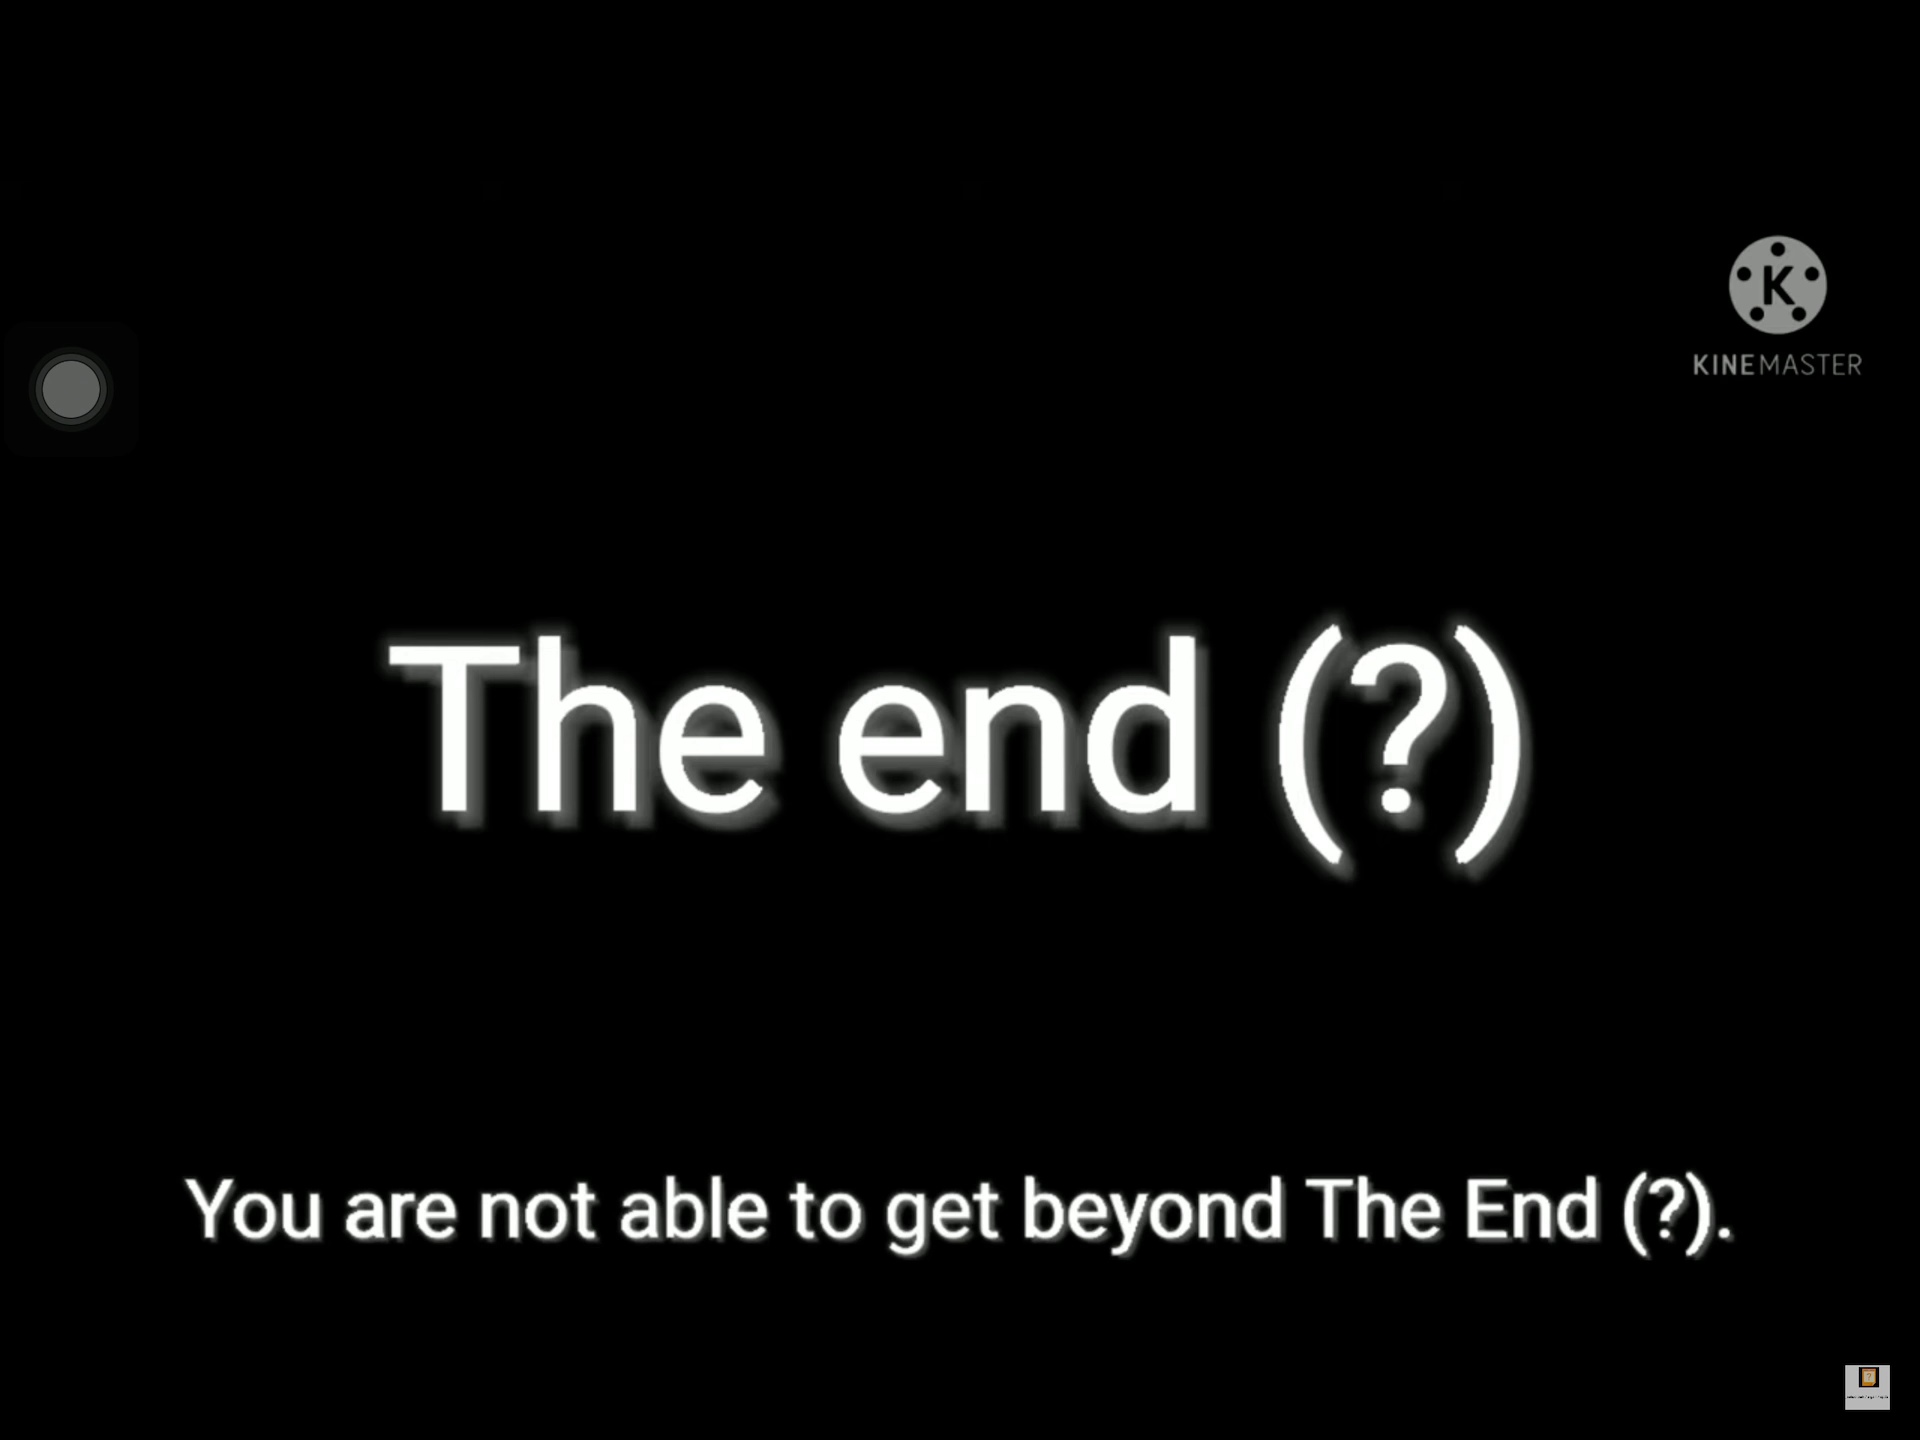 K
KINEMASTER
The end (?)
You are not able to get beyond The End (?).